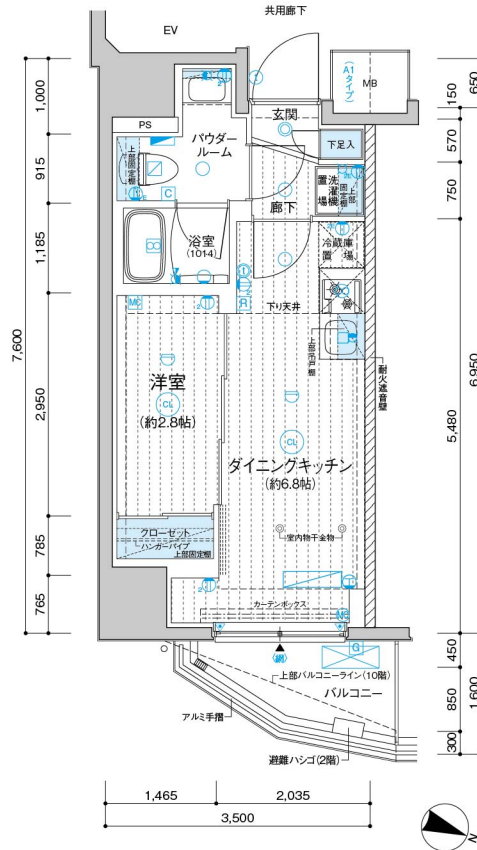 共用廊下
EV
MB
(A1タイプ)
玄関
PS
パウダールーム
上部固定棚
下足入
洗濯機置場
上部固定棚
C
廊下
浴室
(1014)
冷蔵庫置場
MC
R
下り天井
上部吊戸棚
耐火遮音壁
洋室
(約2.8帖)
CL
CL
ダイニングキッチン
(約6.8帖)
クローゼット
ハンガーパイプ
上部固定棚
室内物干金物
カーテンボックス
MC
G
上部バルコニーライン(10階)
バルコニー
アルミ手摺
避難ハシゴ(2階)
1,000
915
1,185
2,950
785
765
7,600
150
650
570
750
5,480
6,950
450
850
300
1,600
1,465
2,035
3,500
N